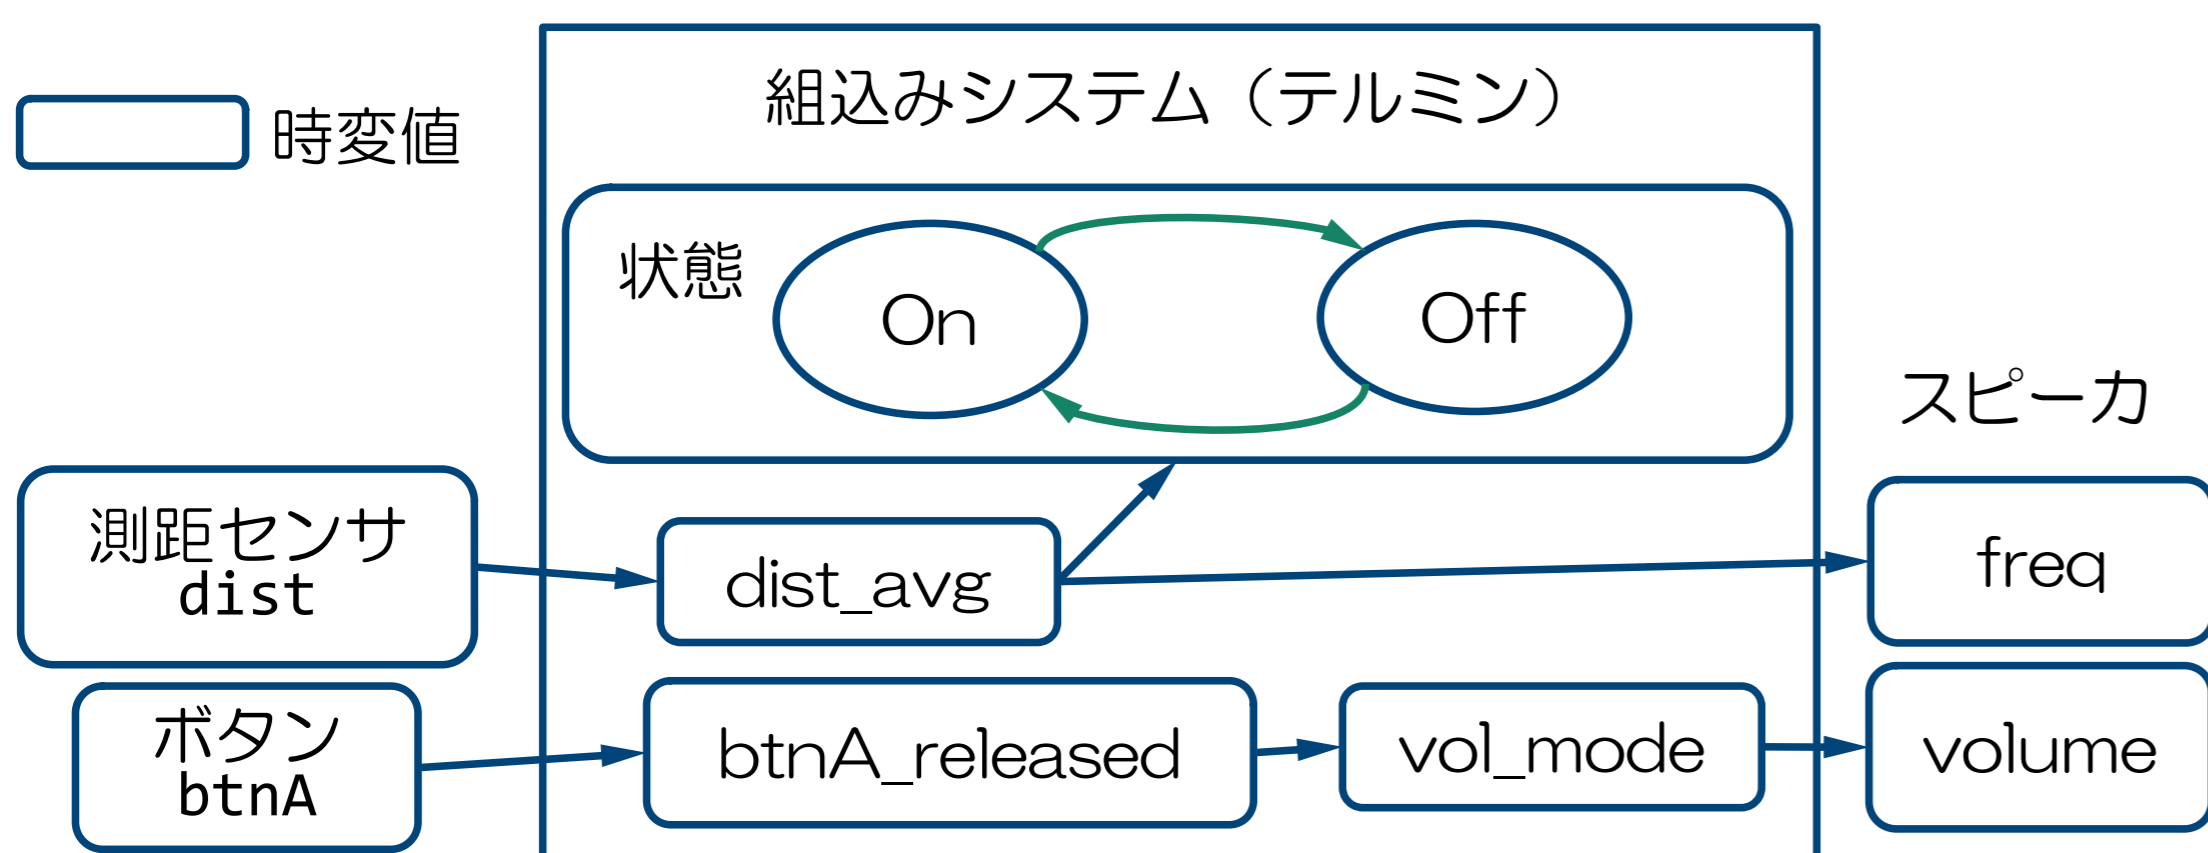 組込みシステム（テルミン）
時変値
状態
On
Off
スピーカ
測距センサ
dist
dist_avg
freq
ボタン
btnA
btnA_released
vol_mode
volume